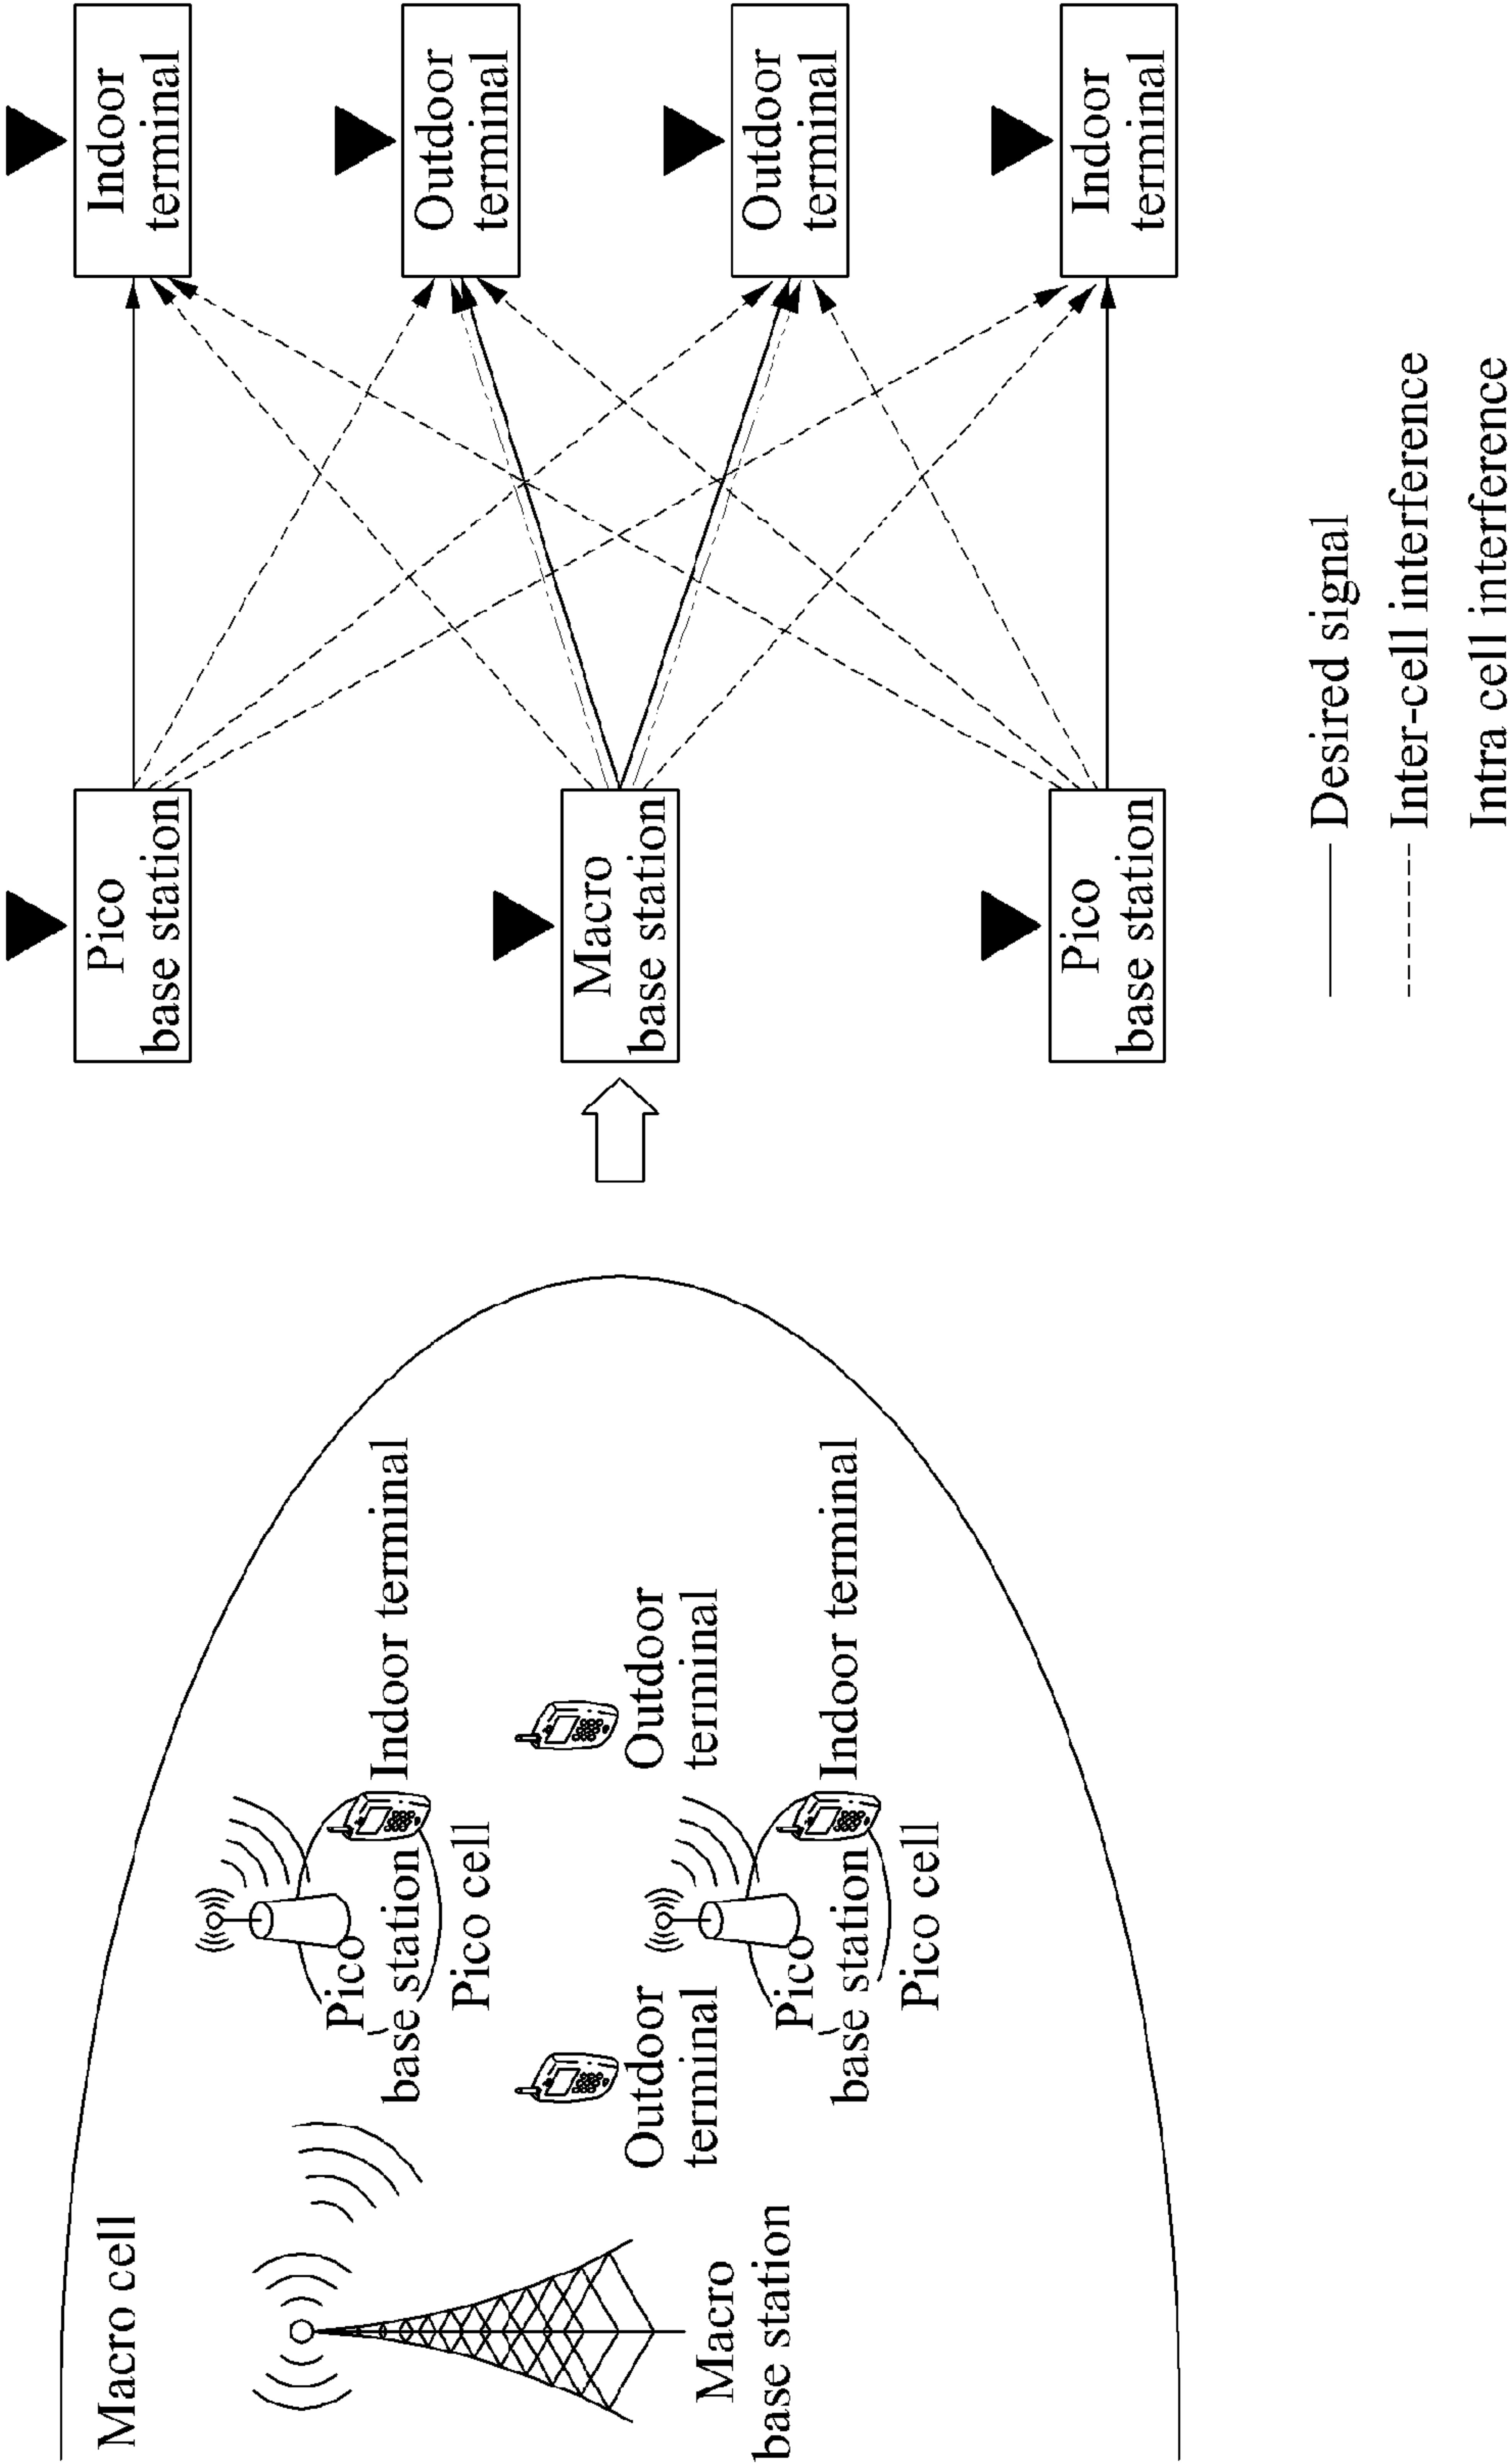 Macro cell
Macro
base station
Pico
base station
Indoor terminal
Pico cell
Outdoor
terminal
Outdoor
terminal
Pico
base station
Indoor terminal
Pico cell
Pico
base station
Macro
base station
Pico
base station
Indoor
terminal
Outdoor
terminal
Outdoor
terminal
Indoor
terminal
Desired signal
Inter-cell interference
Intra cell interference